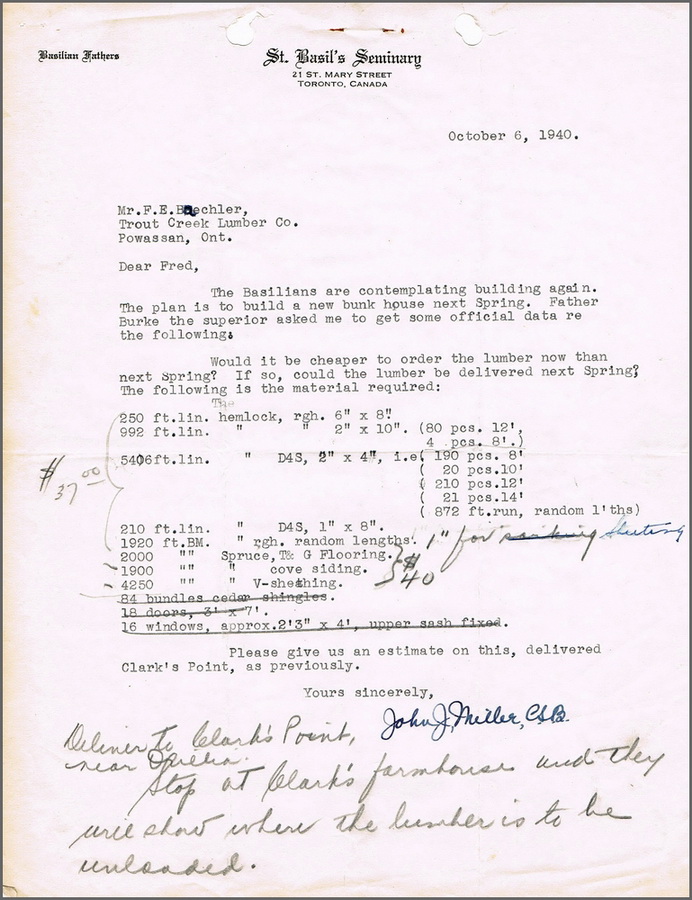 Basilian Fathers
St. Basil's Seminary
21 ST. MARY STREET
TORONTO, CANADA
October 6, 1940.
Mr.F.E.Baechler,
Trout Creek Lumber Co.
Powassan, Ont.
Dear Fred,
The Basilians are contemplating building again.
The plan is to build a new bunk house next Spring. Father
Burke the superior asked me to get some official data re
the following:
Would it be cheaper to order the lumber now than
next Spring? If so, could the lumber be delivered next Spring?
The following is the material required:
The
250 ft.lin. hemlock, rgh. 6" x 8"
992 ft.lin. " " 2" x 10". (80 pcs. 12',
4 pcs. 8'.)
5406ft.lin. " D4S, 2" x 4", i.e( 190 pcs. 8'
$37.00
( 20 pcs.10'
( 210 pcs.12'
( 21 pcs.14'
( 872 ft.run, random l'ths)
210 ft.lin. " D4S, 1" x 8".
1920 ft.BM. " rgh. random lengths. 1" for sheeting
2000 "" Spruce,T& G Flooring.
1900 "" " cove siding. $40
4250 "" " V-sheathing.
84 bundles cedar shingles.
18 doors, 3' x 7'.
16 windows, approx.2'3" x 4', upper sash fixed.
Please give us an estimate on this, delivered
Clark's Point, as previously.
Yours sincerely,
John J. Miller, C.S.B.
Deliver to Clark's Point,
near Orillia.
Stop at Clark's farmhouse and they
will show where the lumber is to be
unloaded.